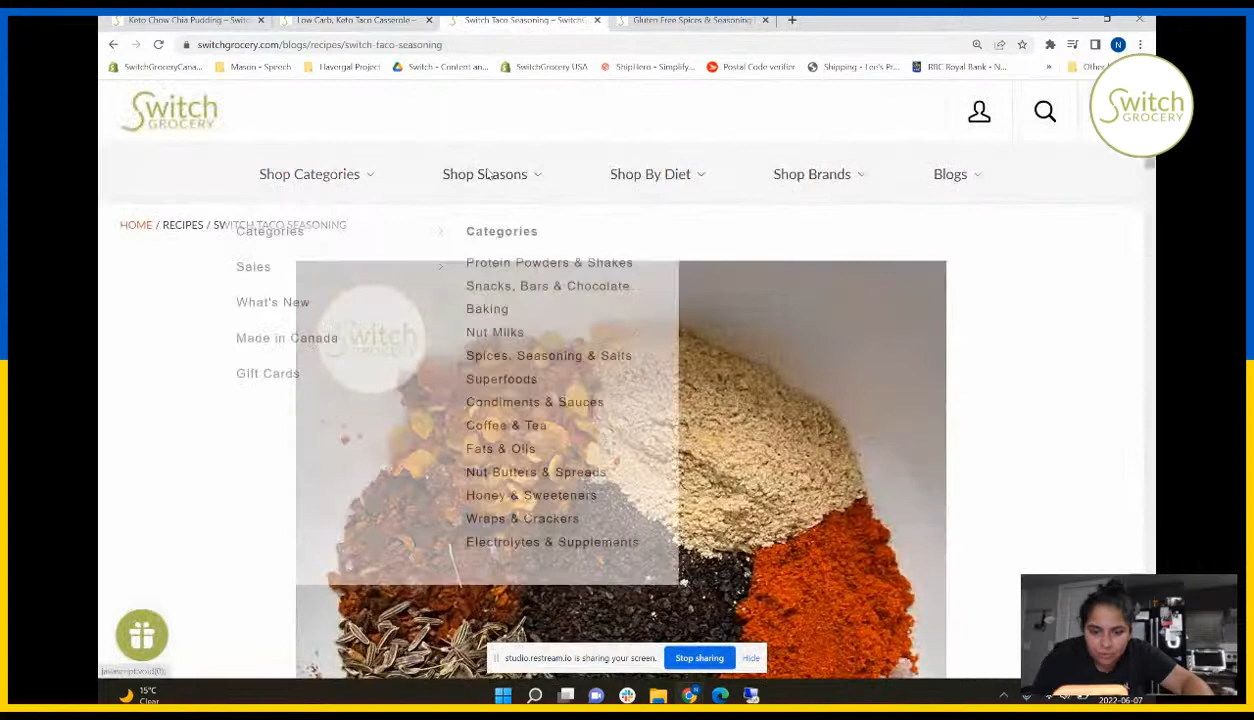 Keto Chow Chia Pudding – Switc
Low Carb, Keto Taco Casserole –
Switch Taco Seasoning – Switch
Gluten Free Spices & Seasoning
switchgrocery.com/blogs/recipes/switch-taco-seasoning
N
SwitchGroceryCana...
Mason - Speech
Havergal Project
Switch - Content an...
SwitchGrocery USA
ShipHero - Simplify...
Postal Code verifier
Shipping - Len's Pr...
RBC Royal Bank - N...
»
Switch
GROCERY
Switch
GROCERY
Shop Categories
Shop Seasons
Shop By Diet
Shop Brands
Blogs
HOME / RECIPES / SWITCH TACO SEASONING
Categories
Sales
What's New
Made in Canada
Gift Cards
Categories
Protein Powders & Shakes
Snacks, Bars & Chocolate
Baking
Nut Milks
Spices, Seasoning & Salts
Superfoods
Condiments & Sauces
Coffee & Tea
Fats & Oils
Nut Butters & Spreads
Honey & Sweeteners
Wraps & Crackers
Electrolytes & Supplements
Switch
javascript:void(0);
studio.restream.io is sharing your screen.
Stop sharing
Hide
15°C
Clear
2022-06-07